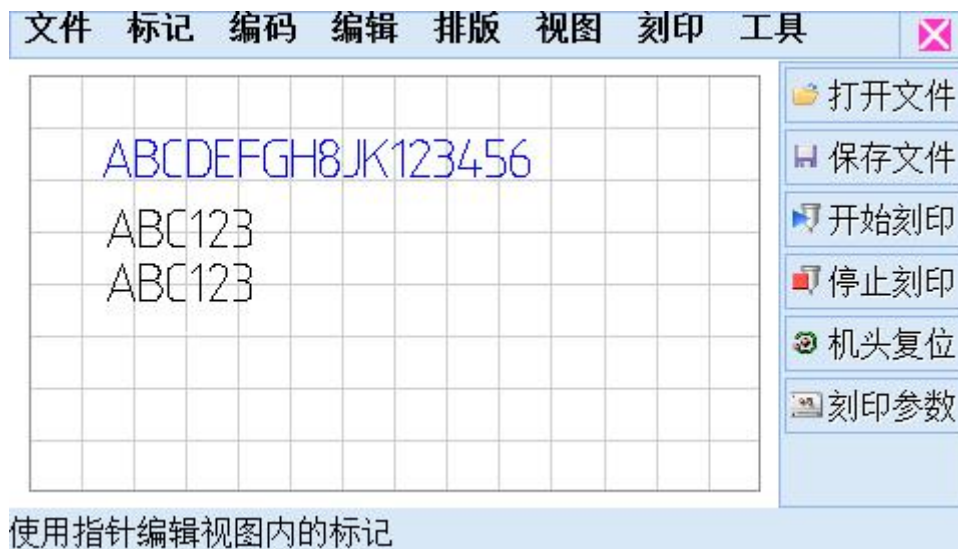 文件 标记 编码 编辑 排版 视图 刻印 工具
ABCDEFGH8JK123456
ABC123
ABC123
打开文件
保存文件
开始刻印
停止刻印
机头复位
刻印参数
使用指针编辑视图内的标记